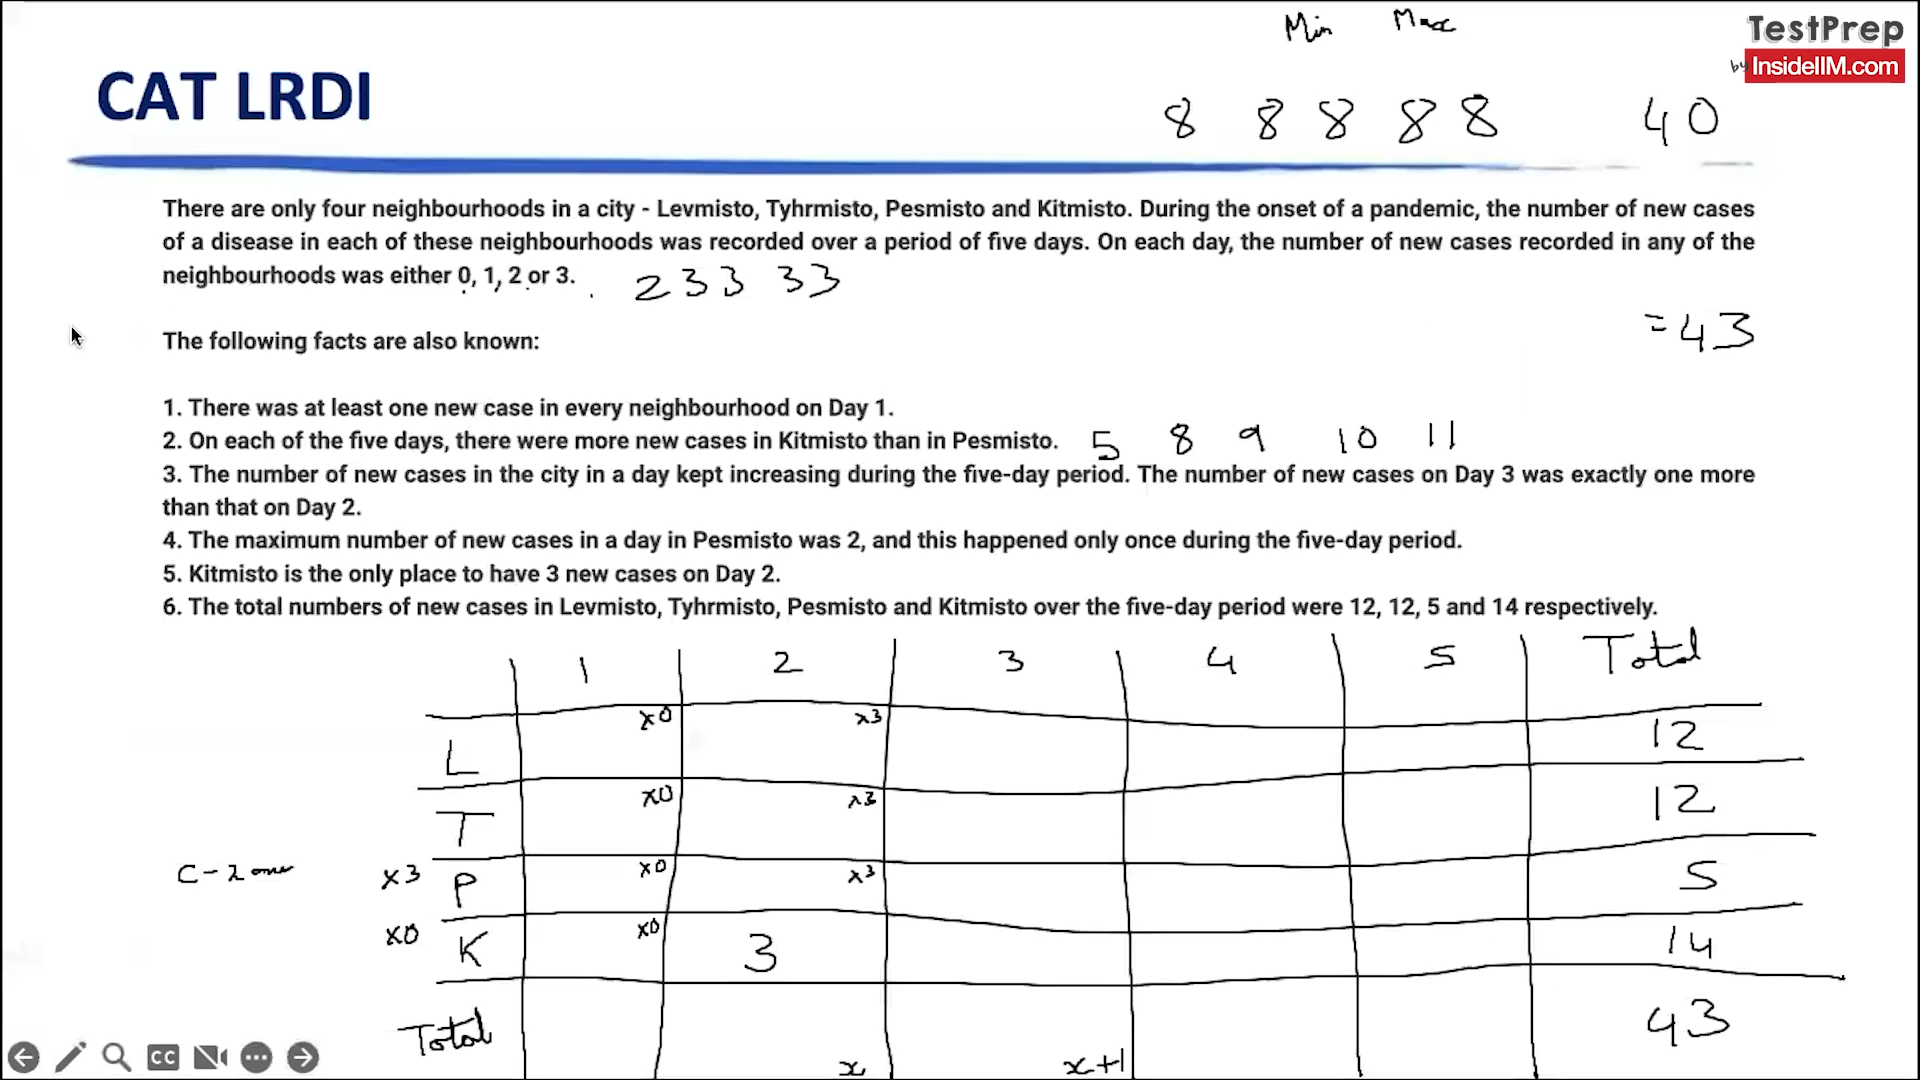 Min Max
TestPrep
by InsideIIM.com
CAT LRDI
8 8 8 8 8 40
There are only four neighbourhoods in a city - Levmisto, Tyhrmisto, Pesmisto and Kitmisto. During the onset of a pandemic, the number of new cases
of a disease in each of these neighbourhoods was recorded over a period of five days. On each day, the number of new cases recorded in any of the
neighbourhoods was either 0, 1, 2 or 3. 2 3 3 3 3
= 43
The following facts are also known:
1. There was at least one new case in every neighbourhood on Day 1.
2. On each of the five days, there were more new cases in Kitmisto than in Pesmisto. 5 8 9 10 11
3. The number of new cases in the city in a day kept increasing during the five-day period. The number of new cases on Day 3 was exactly one more
than that on Day 2.
4. The maximum number of new cases in a day in Pesmisto was 2, and this happened only once during the five-day period.
5. Kitmisto is the only place to have 3 new cases on Day 2.
6. The total numbers of new cases in Levmisto, Tyhrmisto, Pesmisto and Kitmisto over the five-day period were 12, 12, 5 and 14 respectively.
1 2 3 4 5 Total
x0 x3
L 12
x0 x3
T 12
x0 x3
x3 P 5
x0
x0 K 3 14
Total 43
x x+1
CC